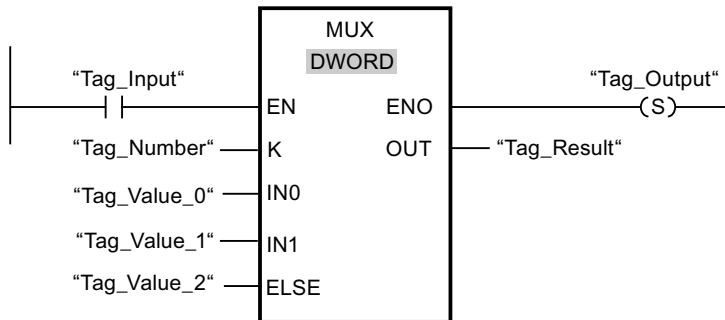 MUX
DWORD
“Tag_Input“
“Tag_Output“
EN ENO
(S)
“Tag_Number“ K OUT “Tag_Result“
“Tag_Value_0“ IN0
“Tag_Value_1“ IN1
“Tag_Value_2“ ELSE